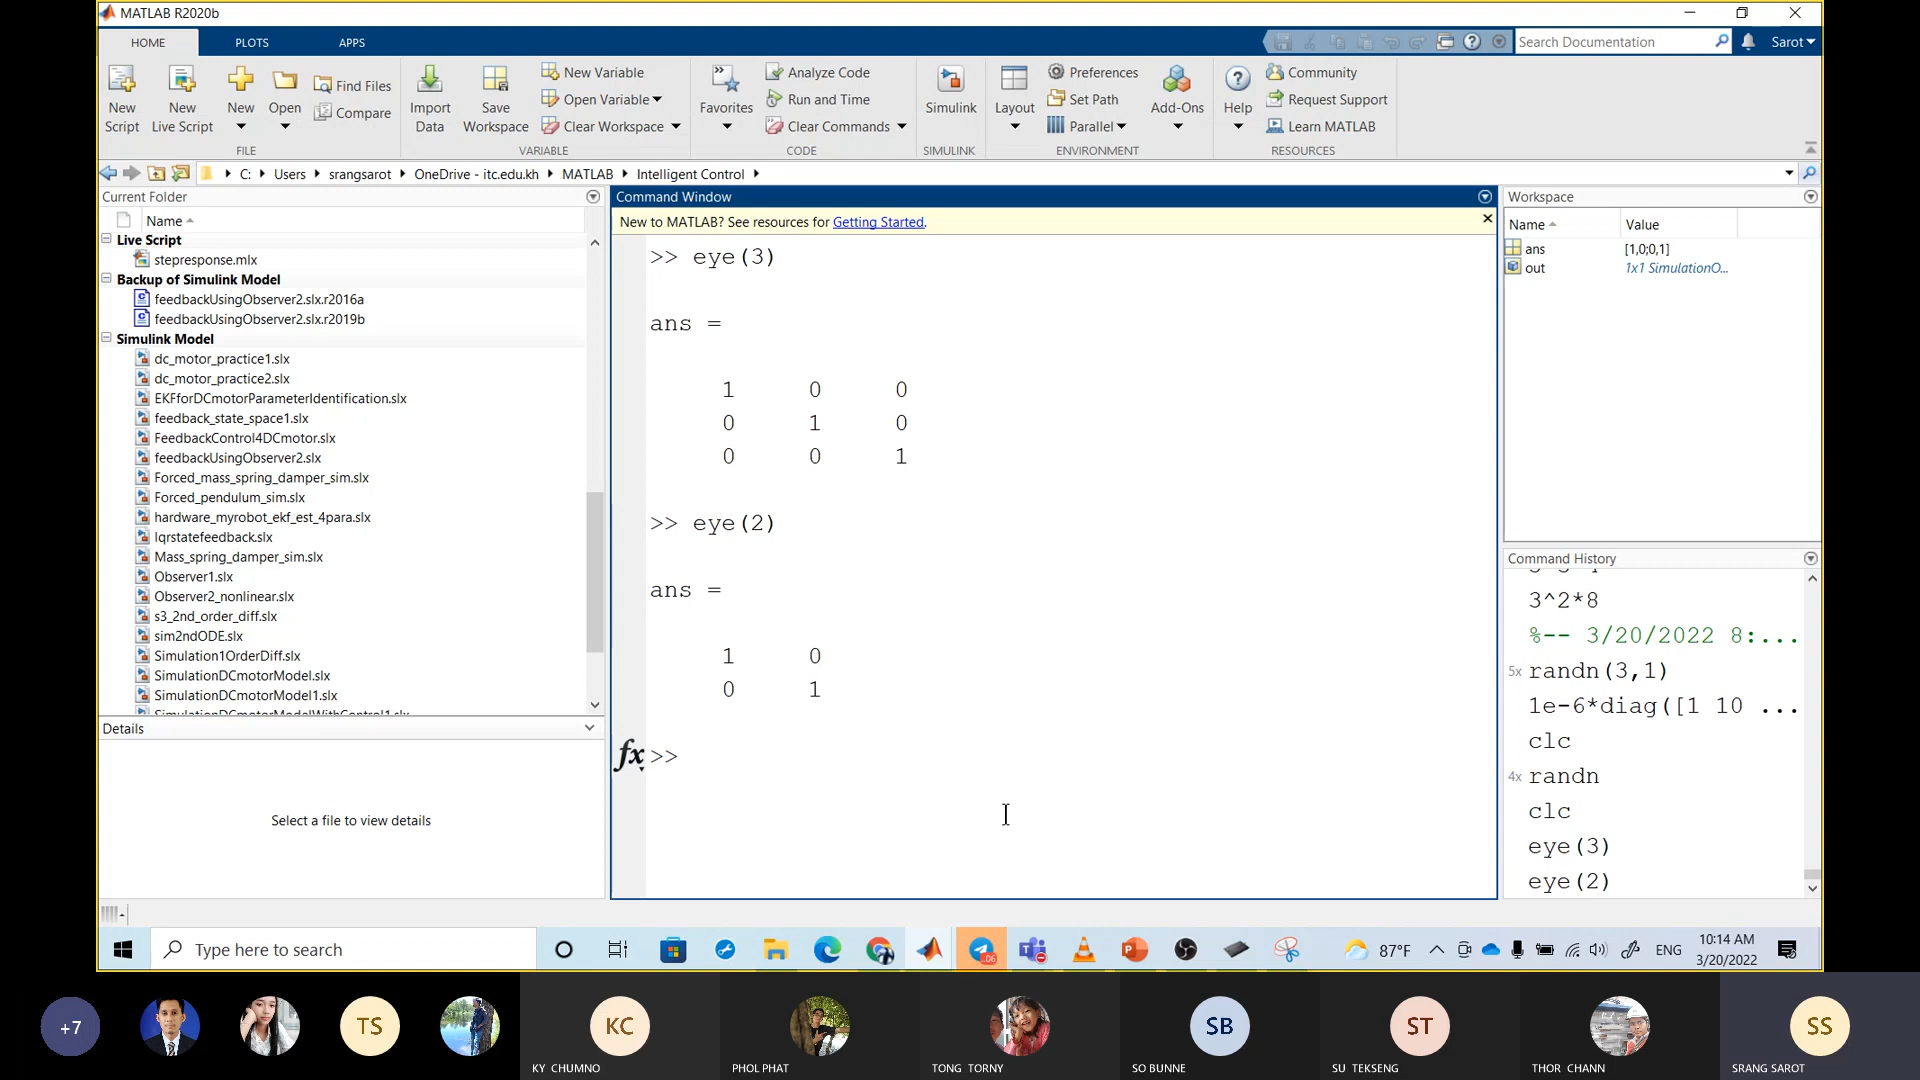 MATLAB R2020b
HOME PLOTS APPS
Search Documentation
Sarot
New Script
New Live Script
New
Open
Find Files
Compare
FILE
Import Data
Save Workspace
New Variable
Open Variable
Clear Workspace
VARIABLE
Favorites
Analyze Code
Run and Time
Clear Commands
CODE
Simulink
SIMULINK
Layout
Preferences
Set Path
Parallel
Add-Ons
ENVIRONMENT
Help
Community
Request Support
Learn MATLAB
RESOURCES
C: Users srangsarot OneDrive - itc.edu.kh MATLAB Intelligent Control
Current Folder
Name
Live Script
stepresponse.mlx
Backup of Simulink Model
feedbackUsingObserver2.slx.r2016a
feedbackUsingObserver2.slx.r2019b
Simulink Model
dc_motor_practice1.slx
dc_motor_practice2.slx
EKFforDCmotorParameterIdentification.slx
feedback_state_space1.slx
FeedbackControl4DCmotor.slx
feedbackUsingObserver2.slx
Forced_mass_spring_damper_sim.slx
Forced_pendulum_sim.slx
hardware_myrobot_ekf_est_4para.slx
lqrstatefeedback.slx
Mass_spring_damper_sim.slx
Observer1.slx
Observer2_nonlinear.slx
s3_2nd_order_diff.slx
sim2ndODE.slx
Simulation1OrderDiff.slx
SimulationDCmotorModel.slx
SimulationDCmotorModel1.slx
SimulationDCmotorModelWithControl1.slx
Details
Select a file to view details
Command Window
New to MATLAB? See resources for Getting Started.
>> eye(3)
ans =
1 0 0
0 1 0
0 0 1
>> eye(2)
ans =
1 0
0 1
fx >>
Workspace
Name Value
ans [1,0;0,1]
out 1x1 SimulationO...
Command History
3^2*8
%-- 3/20/2022 8:...
5x randn(3,1)
1e-6*diag([1 10 ...
clc
4x randn
clc
eye(3)
eye(2)
Type here to search
87°F
ENG
10:14 AM
3/20/2022
+7
TS
KC
KY CHUMNO
PHOL PHAT
TONG TORNY
SB
SO BUNNE
ST
SU TEKSENG
THOR CHANN
SS
SRANG SAROT